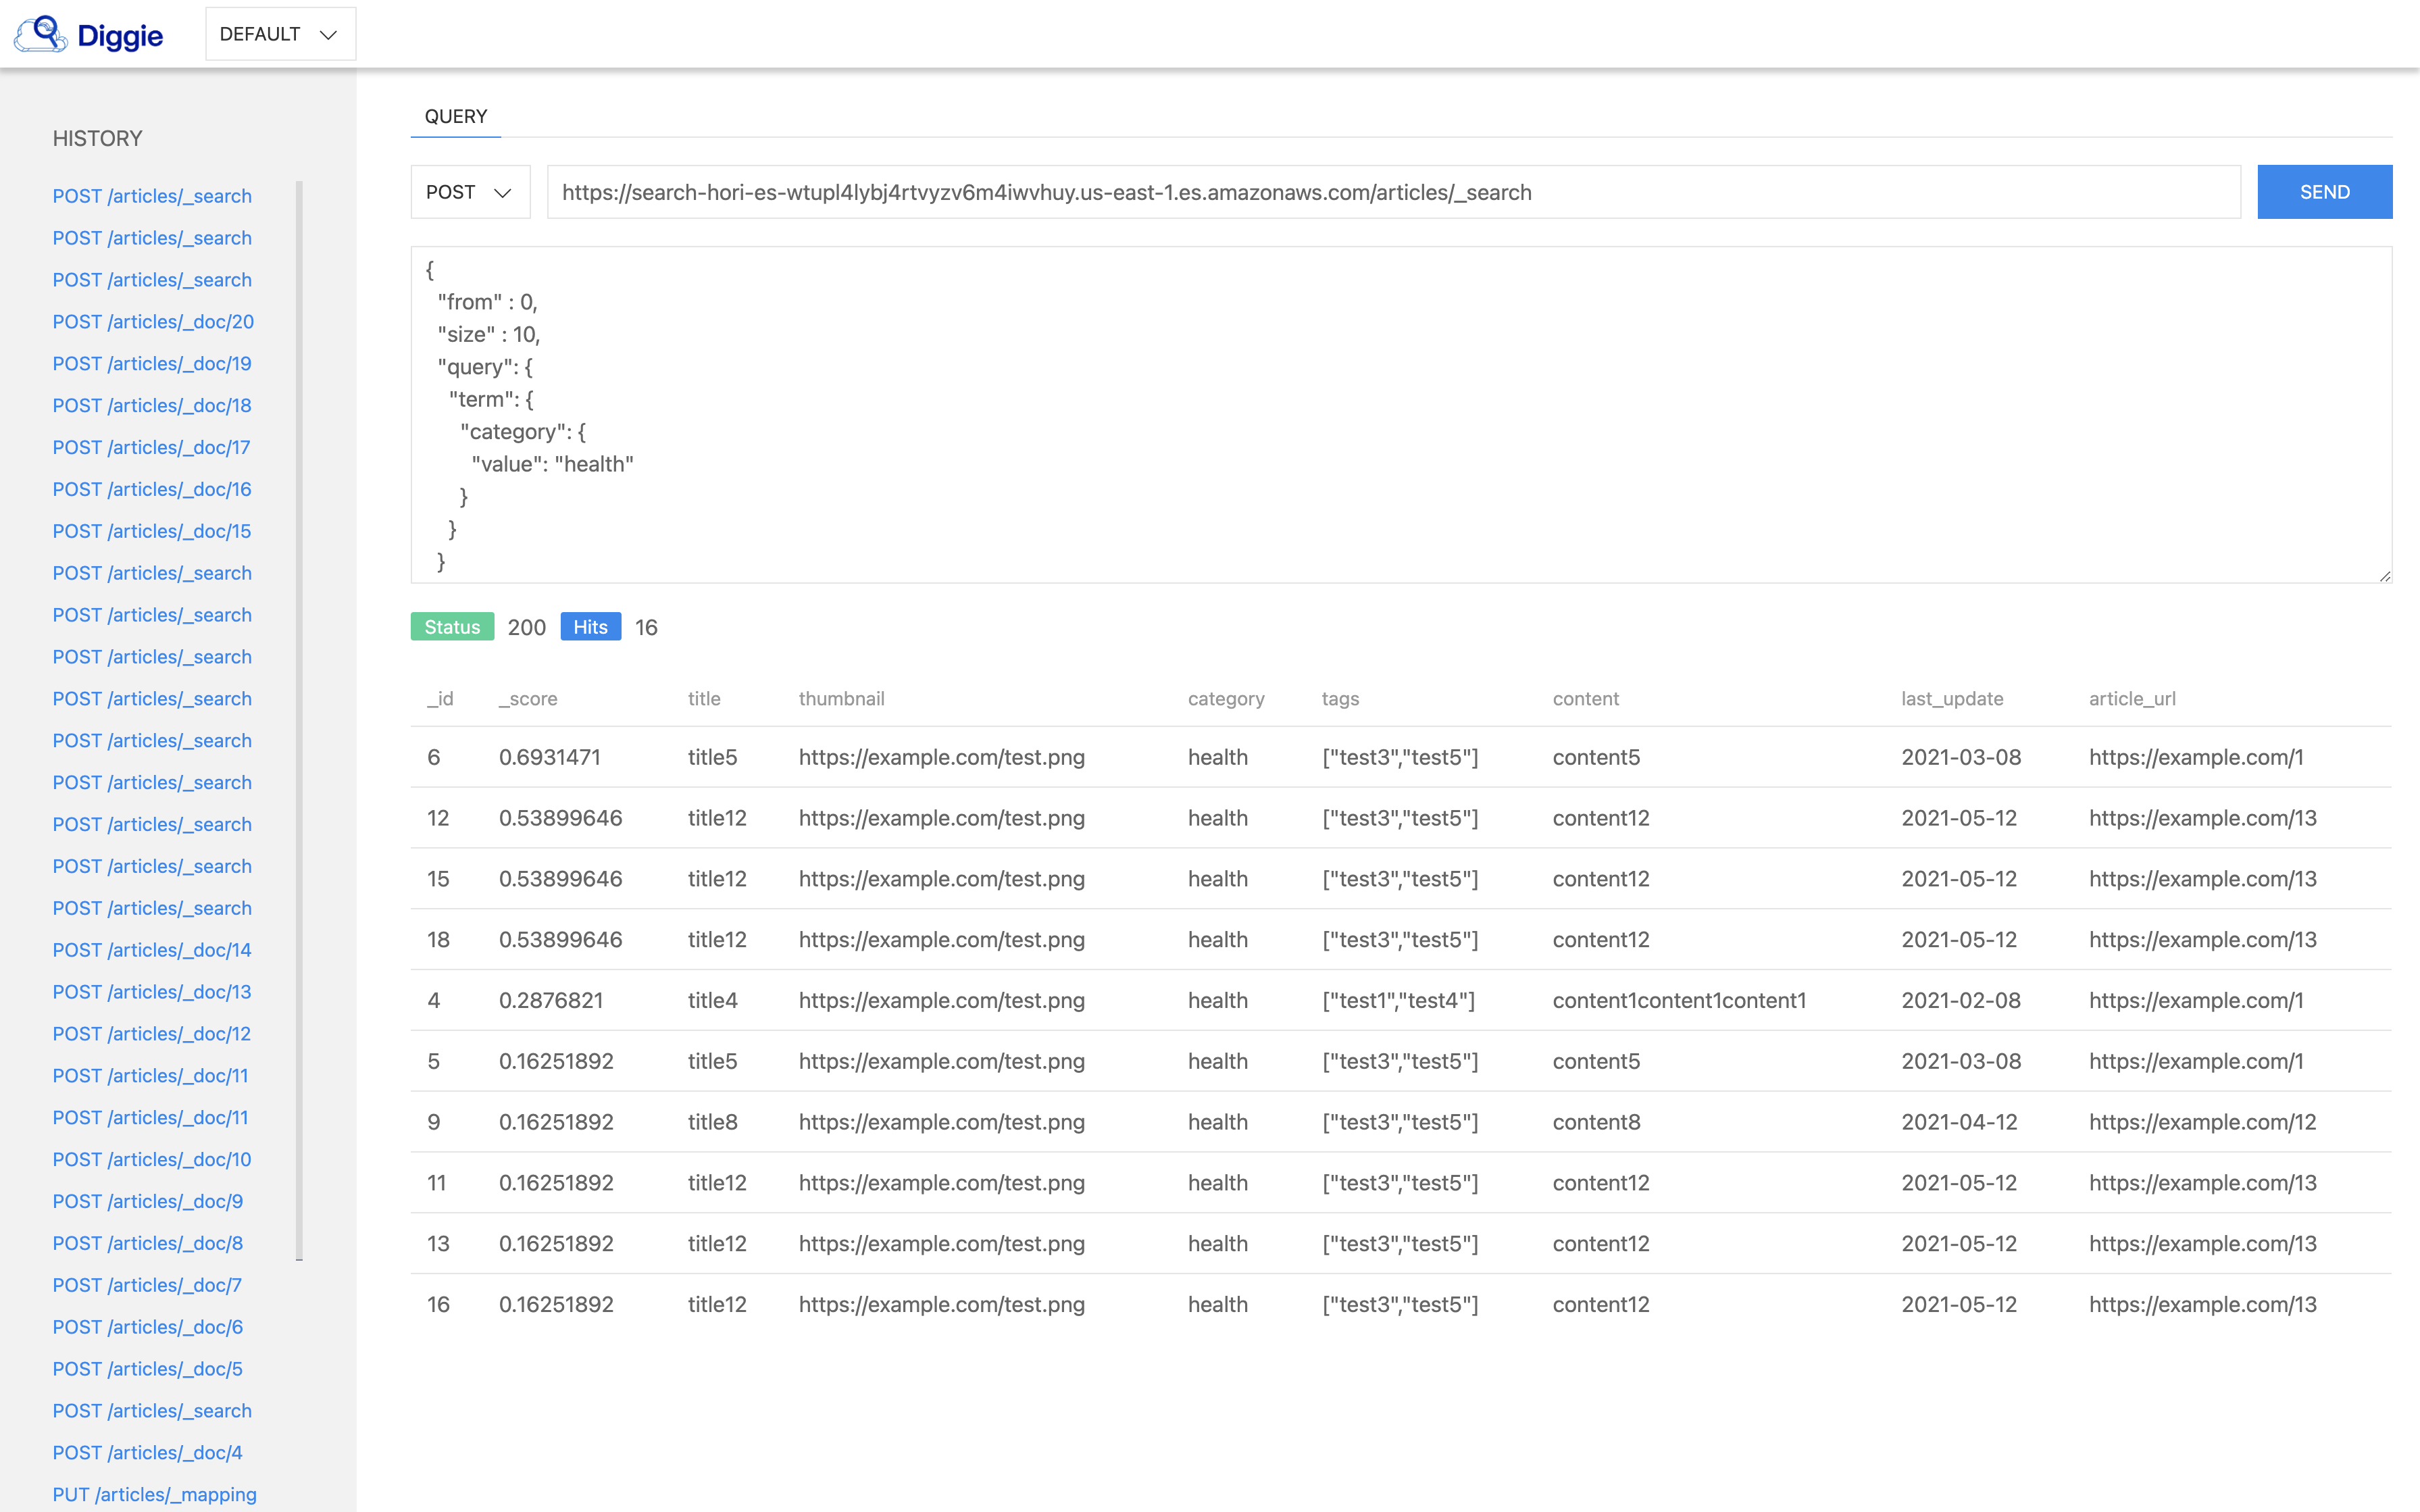 Diggie
DEFAULT
HISTORY
POST /articles/_search
POST /articles/_search
POST /articles/_search
POST /articles/_doc/20
POST /articles/_doc/19
POST /articles/_doc/18
POST /articles/_doc/17
POST /articles/_doc/16
POST /articles/_doc/15
POST /articles/_search
POST /articles/_search
POST /articles/_search
POST /articles/_search
POST /articles/_search
POST /articles/_search
POST /articles/_search
POST /articles/_search
POST /articles/_search
POST /articles/_doc/14
POST /articles/_doc/13
POST /articles/_doc/12
POST /articles/_doc/11
POST /articles/_doc/11
POST /articles/_doc/10
POST /articles/_doc/9
POST /articles/_doc/8
POST /articles/_doc/7
POST /articles/_doc/6
POST /articles/_doc/5
POST /articles/_search
POST /articles/_doc/4
PUT /articles/_mapping
QUERY
POST https://search-hori-es-wtupl4lybj4rtvyzv6m4iwvhuy.us-east-1.es.amazonaws.com/articles/_search SEND
{
"from" : 0,
"size" : 10,
"query": {
"term": {
"category": {
"value": "health"
}
}
}
Status 200 Hits 16
_id _score title thumbnail category tags content last_update article_url
6 0.6931471 title5 https://example.com/test.png health ["test3","test5"] content5 2021-03-08 https://example.com/1
12 0.53899646 title12 https://example.com/test.png health ["test3","test5"] content12 2021-05-12 https://example.com/13
15 0.53899646 title12 https://example.com/test.png health ["test3","test5"] content12 2021-05-12 https://example.com/13
18 0.53899646 title12 https://example.com/test.png health ["test3","test5"] content12 2021-05-12 https://example.com/13
4 0.2876821 title4 https://example.com/test.png health ["test1","test4"] content1content1content1 2021-02-08 https://example.com/1
5 0.16251892 title5 https://example.com/test.png health ["test3","test5"] content5 2021-03-08 https://example.com/1
9 0.16251892 title8 https://example.com/test.png health ["test3","test5"] content8 2021-04-12 https://example.com/12
11 0.16251892 title12 https://example.com/test.png health ["test3","test5"] content12 2021-05-12 https://example.com/13
13 0.16251892 title12 https://example.com/test.png health ["test3","test5"] content12 2021-05-12 https://example.com/13
16 0.16251892 title12 https://example.com/test.png health ["test3","test5"] content12 2021-05-12 https://example.com/13